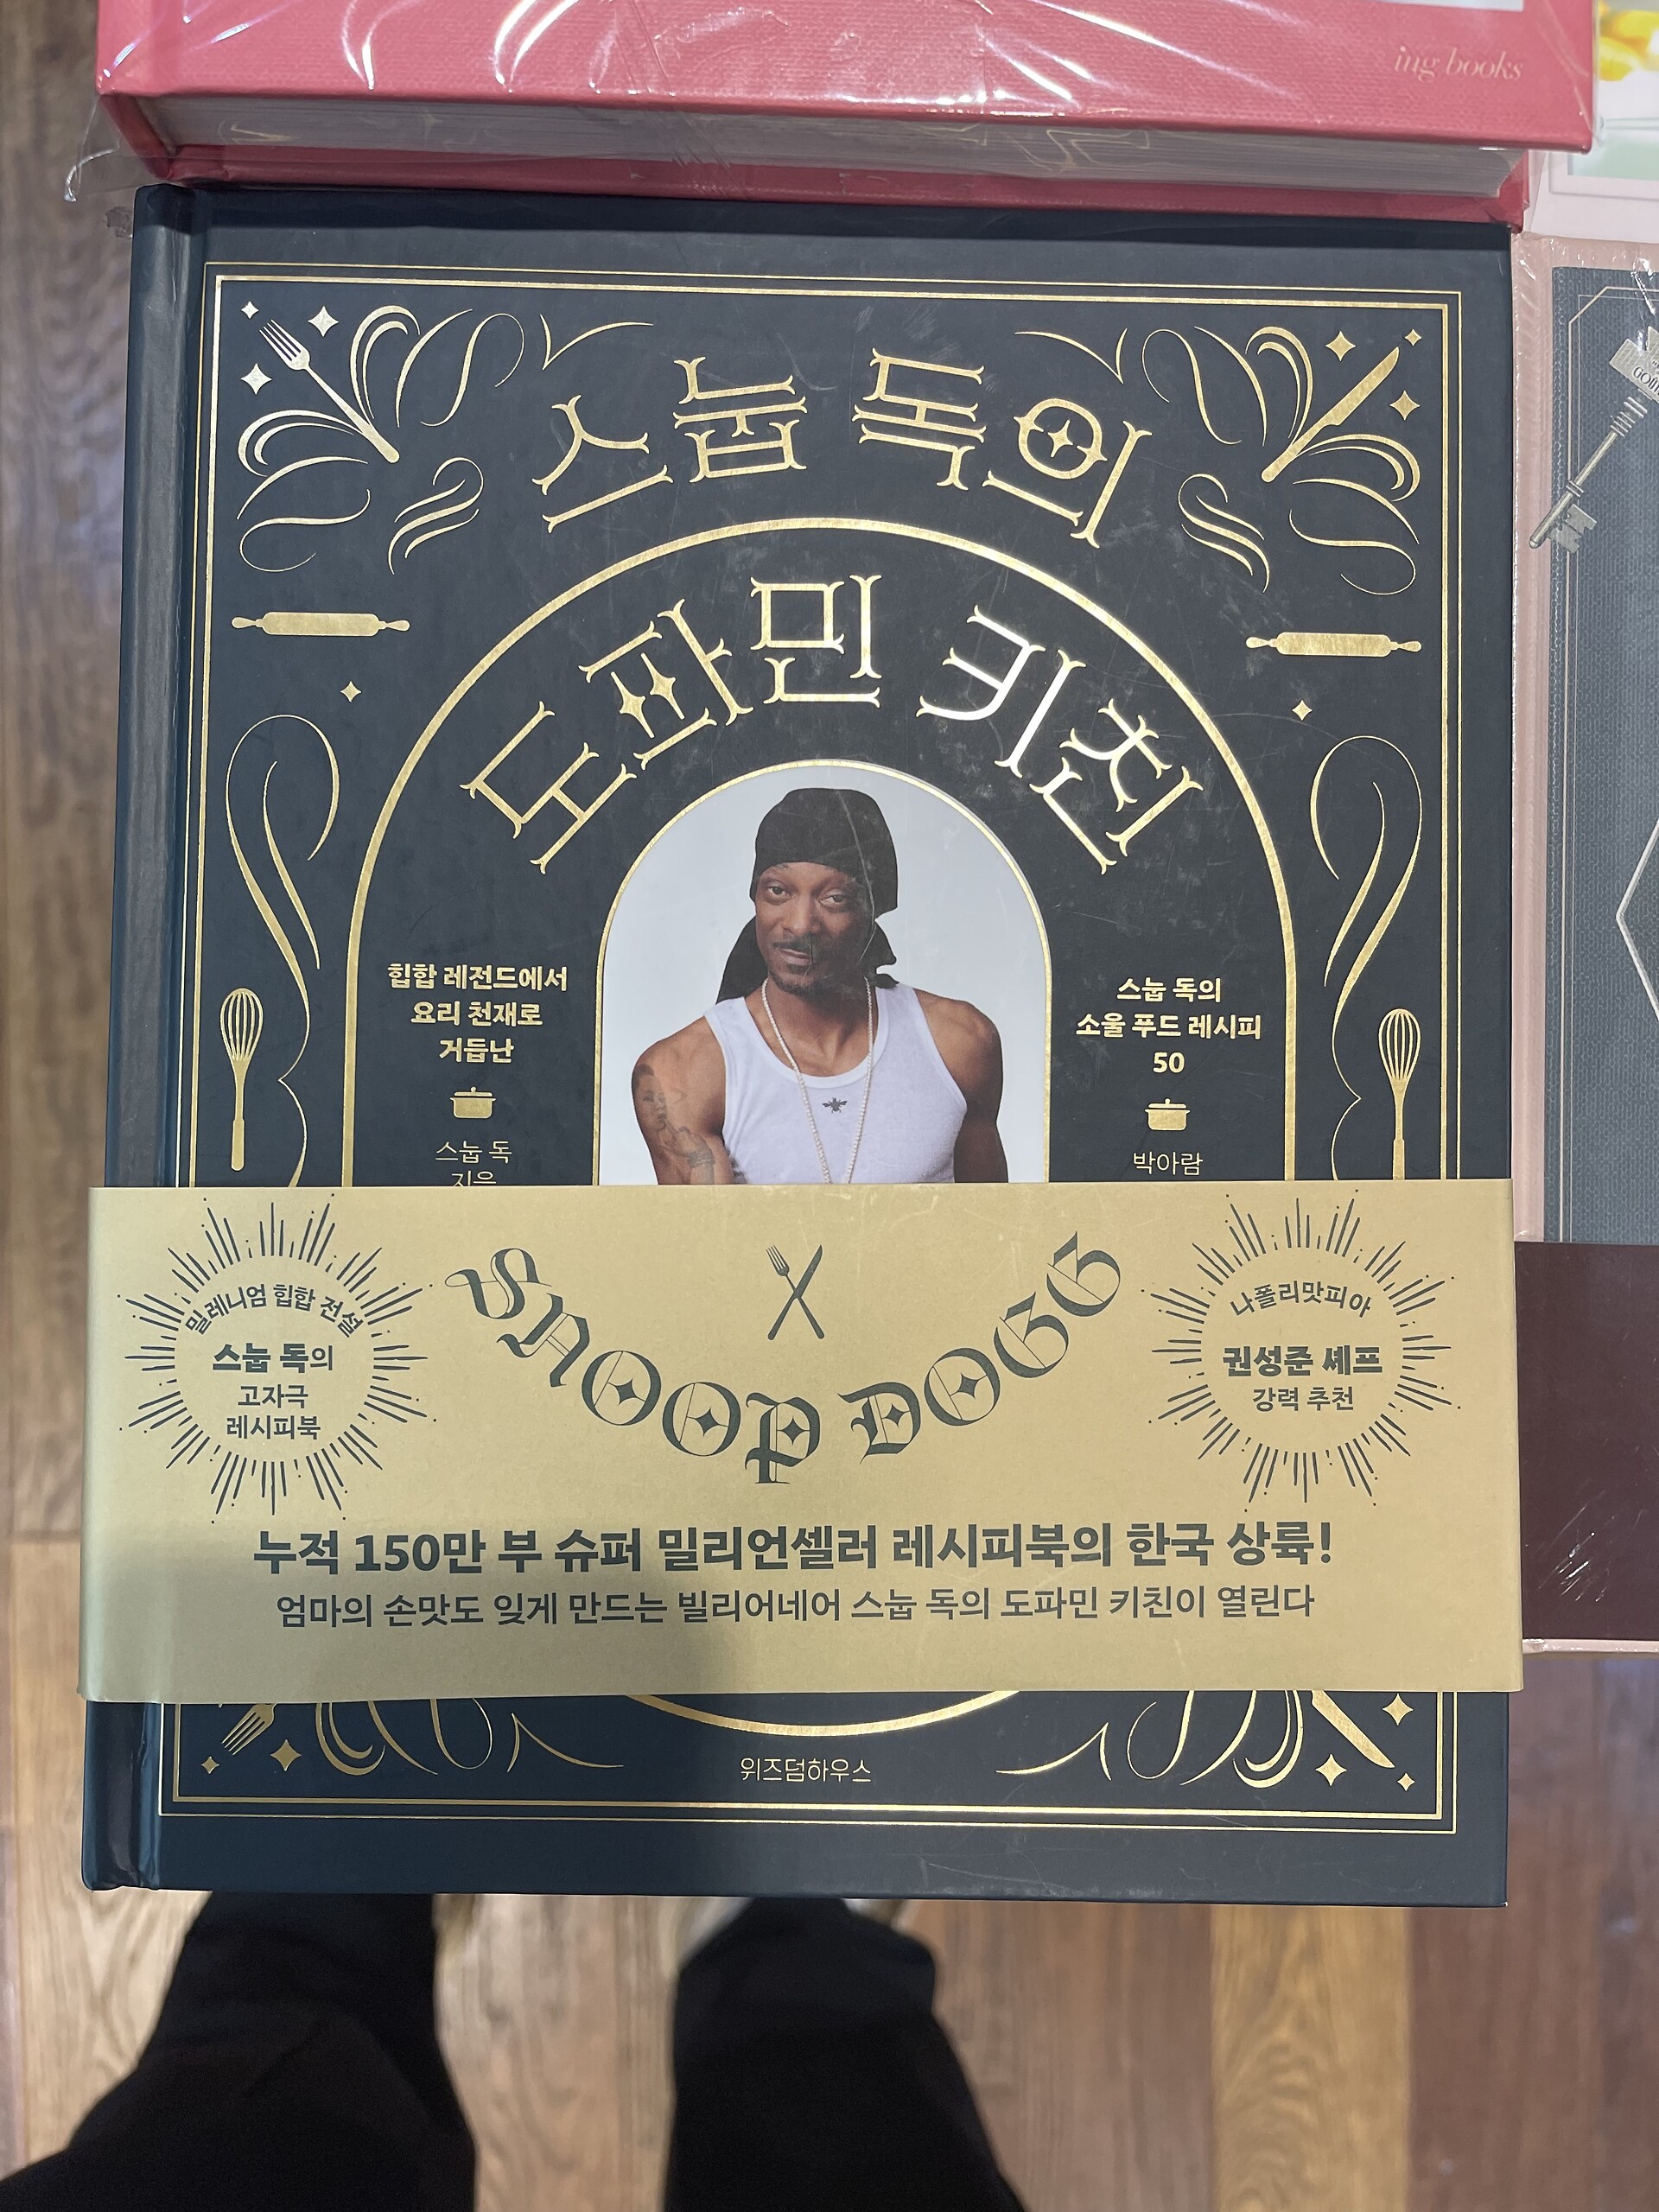 ing books
스눕 독의
도파민 키친
힙합 레전드에서
요리 천재로
거듭난
스눕 독
지음
스눕 독의
소울 푸드 레시피
50
박아람
밀레니엄 힙합 전설
스눕 독의
고자극
레시피북
SNOOP DOGG
나폴리맛피아
권성준 셰프
강력 추천
누적 150만 부 슈퍼 밀리언셀러 레시피북의 한국 상륙!
엄마의 손맛도 잊게 만드는 빌리어네어 스눕 독의 도파민 키친이 열린다
위즈덤하우스